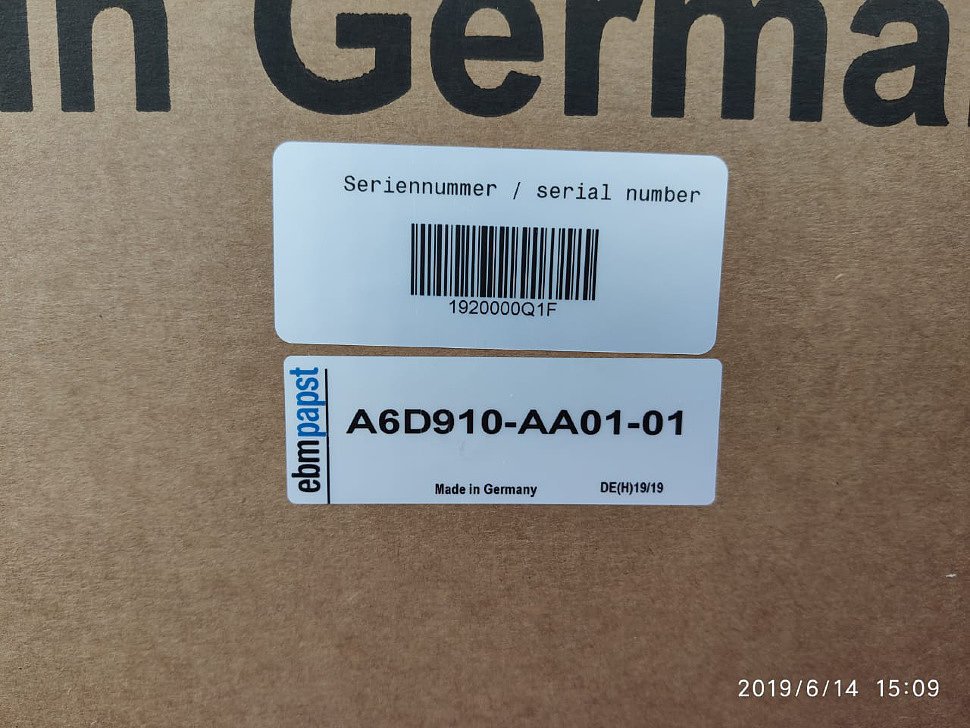 in Germa
Seriennummer / serial number
1920000Q1F
ebmpapst
A6D910-AA01-01
Made in Germany DE(H)19/19
2019/6/14 15:09